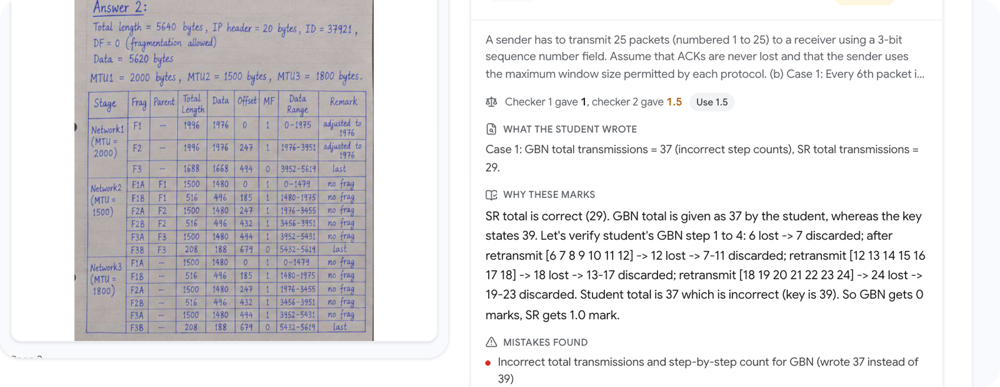 Answer 2:
Total length = 5640 bytes, IP header = 20 bytes, ID = 37921,
DF = 0 (fragmentation allowed)
Data = 5620 bytes
MTU1 = 2000 bytes, MTU2 = 1500 bytes, MTU3 = 1800 bytes.
Stage Frag Parent Total Length Data Offset MF Data Range Remark
Network1 (MTU = 2000) F1 – 1996 1976 0 1 0-1975 adjusted to 1976
F2 – 1996 1976 247 1 1976-3951 adjusted to 1976
F3 – 1688 1668 494 0 3952-5619 last
Network2 (MTU = 1500) F1A F1 1500 1480 0 1 0-1479 no frag
F1B F1 516 496 185 1 1480-1975 no frag
F2A F2 1500 1480 247 1 1976-3455 no frag
F2B F2 516 496 432 1 3456-3951 no frag
F3A F3 1500 1480 494 1 3952-5431 no frag
F3B F3 208 188 679 0 5432-5619 last
Network3 (MTU = 1800) F1A – 1500 1480 0 1 0-1479 no frag
F1B – 516 496 185 1 1480-1975 no frag
F2A – 1500 1480 247 1 1976-3455 no frag
F2B – 516 496 432 1 3456-3951 no frag
F3A – 1500 1480 494 1 3952-5431 no frag
F3B – 208 188 679 0 5432-5619 last
A sender has to transmit 25 packets (numbered 1 to 25) to a receiver using a 3-bit
sequence number field. Assume that ACKs are never lost and that the sender uses
the maximum window size permitted by each protocol. (b) Case 1: Every 6th packet i...
Checker 1 gave 1, checker 2 gave 1.5 Use 1.5
WHAT THE STUDENT WROTE
Case 1: GBN total transmissions = 37 (incorrect step counts), SR total transmissions =
29.
WHY THESE MARKS
SR total is correct (29). GBN total is given as 37 by the student, whereas the key
states 39. Let's verify student's GBN step 1 to 4: 6 lost -> 7 discarded; after
retransmit [6 7 8 9 10 11 12] -> 12 lost -> 7-11 discarded; retransmit [12 13 14 15 16
17 18] -> 18 lost -> 13-17 discarded; retransmit [18 19 20 21 22 23 24] -> 24 lost ->
19-23 discarded. Student total is 37 which is incorrect (key is 39). So GBN gets 0
marks, SR gets 1.0 mark.
MISTAKES FOUND
Incorrect total transmissions and step-by-step count for GBN (wrote 37 instead of
39)